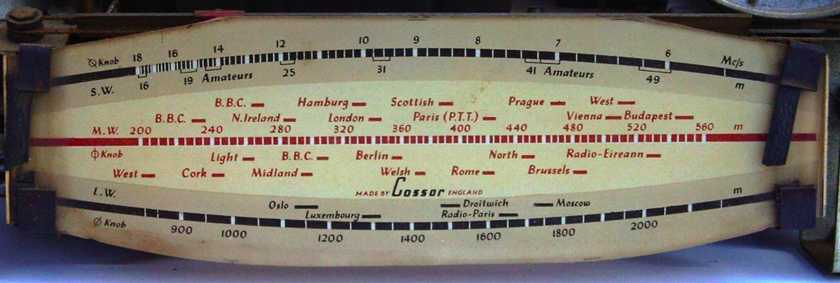 18 16 14 12 10 9 8 7 6 Mc/s
Knob
S.W. 16 19 Amateurs 25 31 41 Amateurs 49 m
B.B.C. Hamburg Scottish Prague West
B.B.C. N.Ireland London Paris (P.T.T.) Vienna Budapest
M.W. 200 240 280 320 360 400 440 480 520 560 m
Knob Light B.B.C. Berlin North Radio-Eireann
West Cork Midland Welsh Rome Brussels
MADE BY Cossor ENGLAND
L.W. m
Oslo Droitwich Moscow
Luxembourg Radio-Paris
Knob 900 1000 1200 1400 1600 1800 2000